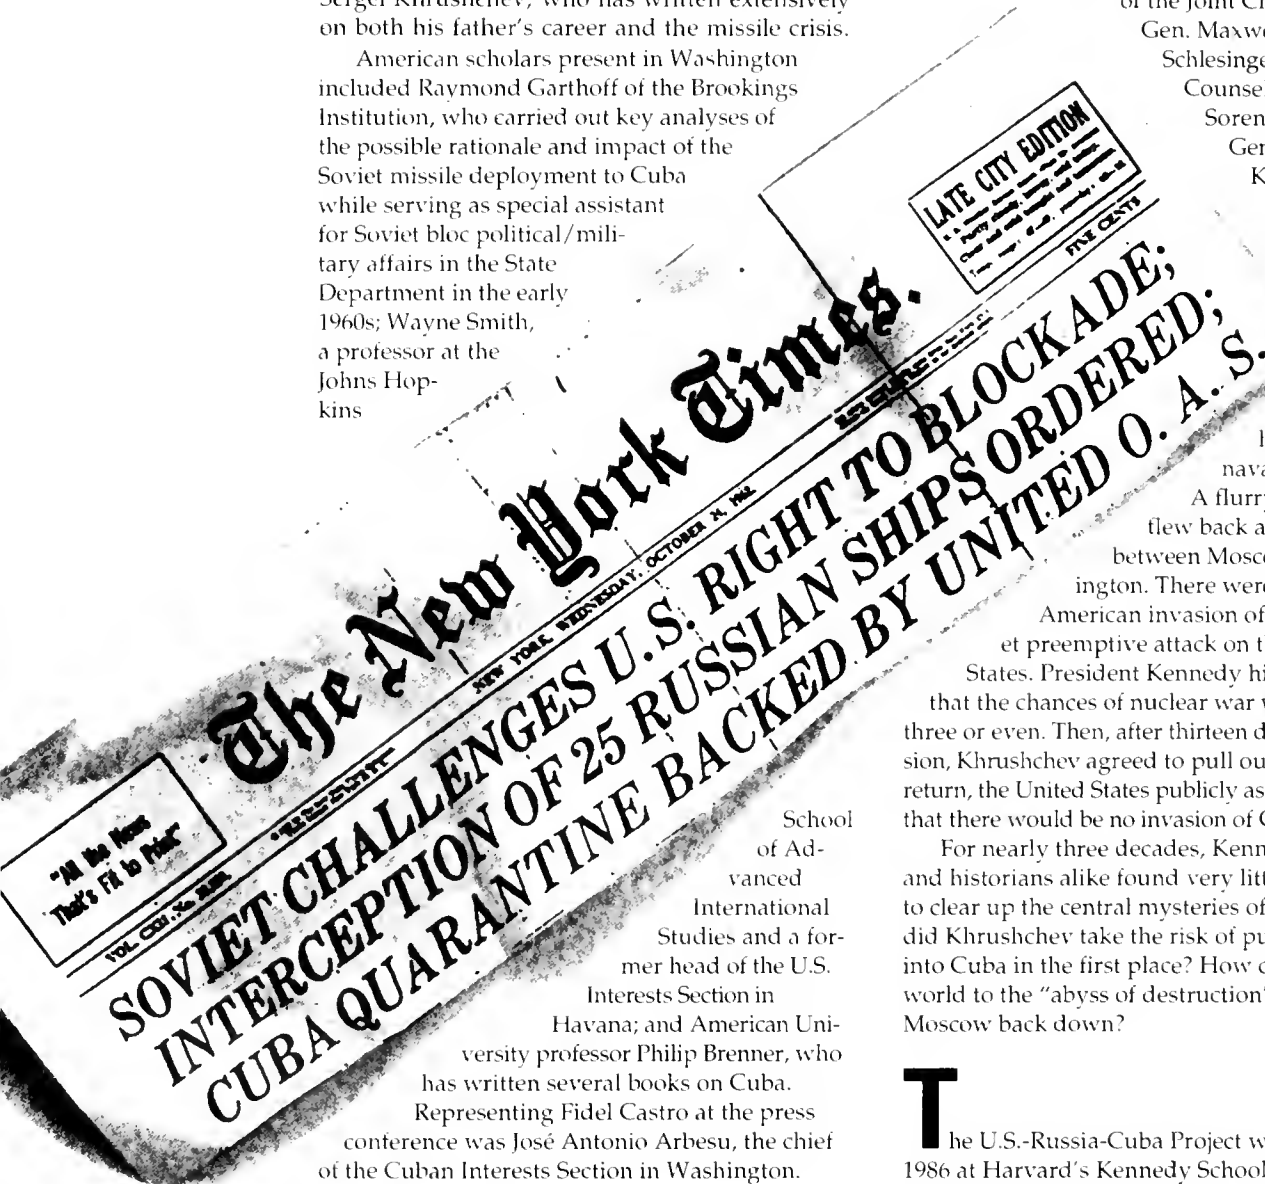 Sergei Khrushchev, who has written extensively
on both his father's career and the missile crisis.
American scholars present in Washington
included Raymond Garthoff of the Brookings
Institution, who carried out key analyses of
the possible rationale and impact of the
Soviet missile deployment to Cuba
while serving as special assistant
for Soviet bloc political/mili-
tary affairs in the State
Department in the early
1960s; Wayne Smith,
a professor at the
Johns Hop-
kins
LATE CITY EDITION
FIVE CENTS
The New York Times.
"All the News
That's Fit to Print"
NEW YORK, WEDNESDAY, OCTOBER 24, 1962
SOVIET CHALLENGES U.S. RIGHT TO BLOCKADE;
INTERCEPTION OF 25 RUSSIAN SHIPS ORDERED;
CUBA QUARANTINE BACKED BY UNITED O. A. S.
School
of Ad-
vanced
International
Studies and a for-
mer head of the U.S.
Interests Section in
Havana; and American Uni-
versity professor Philip Brenner, who
has written several books on Cuba.
Representing Fidel Castro at the press
conference was José Antonio Arbesu, the chief
of the Cuban Interests Section in Washington.
of the Joint C
Gen. Maxw
Schlesinge
Counse
Soren
Ger
K
nava
A flurr
flew back a
between Mosc
ington. There were
American invasion of
et preemptive attack on t
States. President Kennedy hi
that the chances of nuclear war
three or even. Then, after thirteen d
sion, Khrushchev agreed to pull ou
return, the United States publicly as
that there would be no invasion of C
For nearly three decades, Kenn
and historians alike found very litt
to clear up the central mysteries of
did Khrushchev take the risk of pu
into Cuba in the first place? How c
world to the "abyss of destruction"
Moscow back down?
The U.S.-Russia-Cuba Project w
1986 at Harvard's Kennedy School